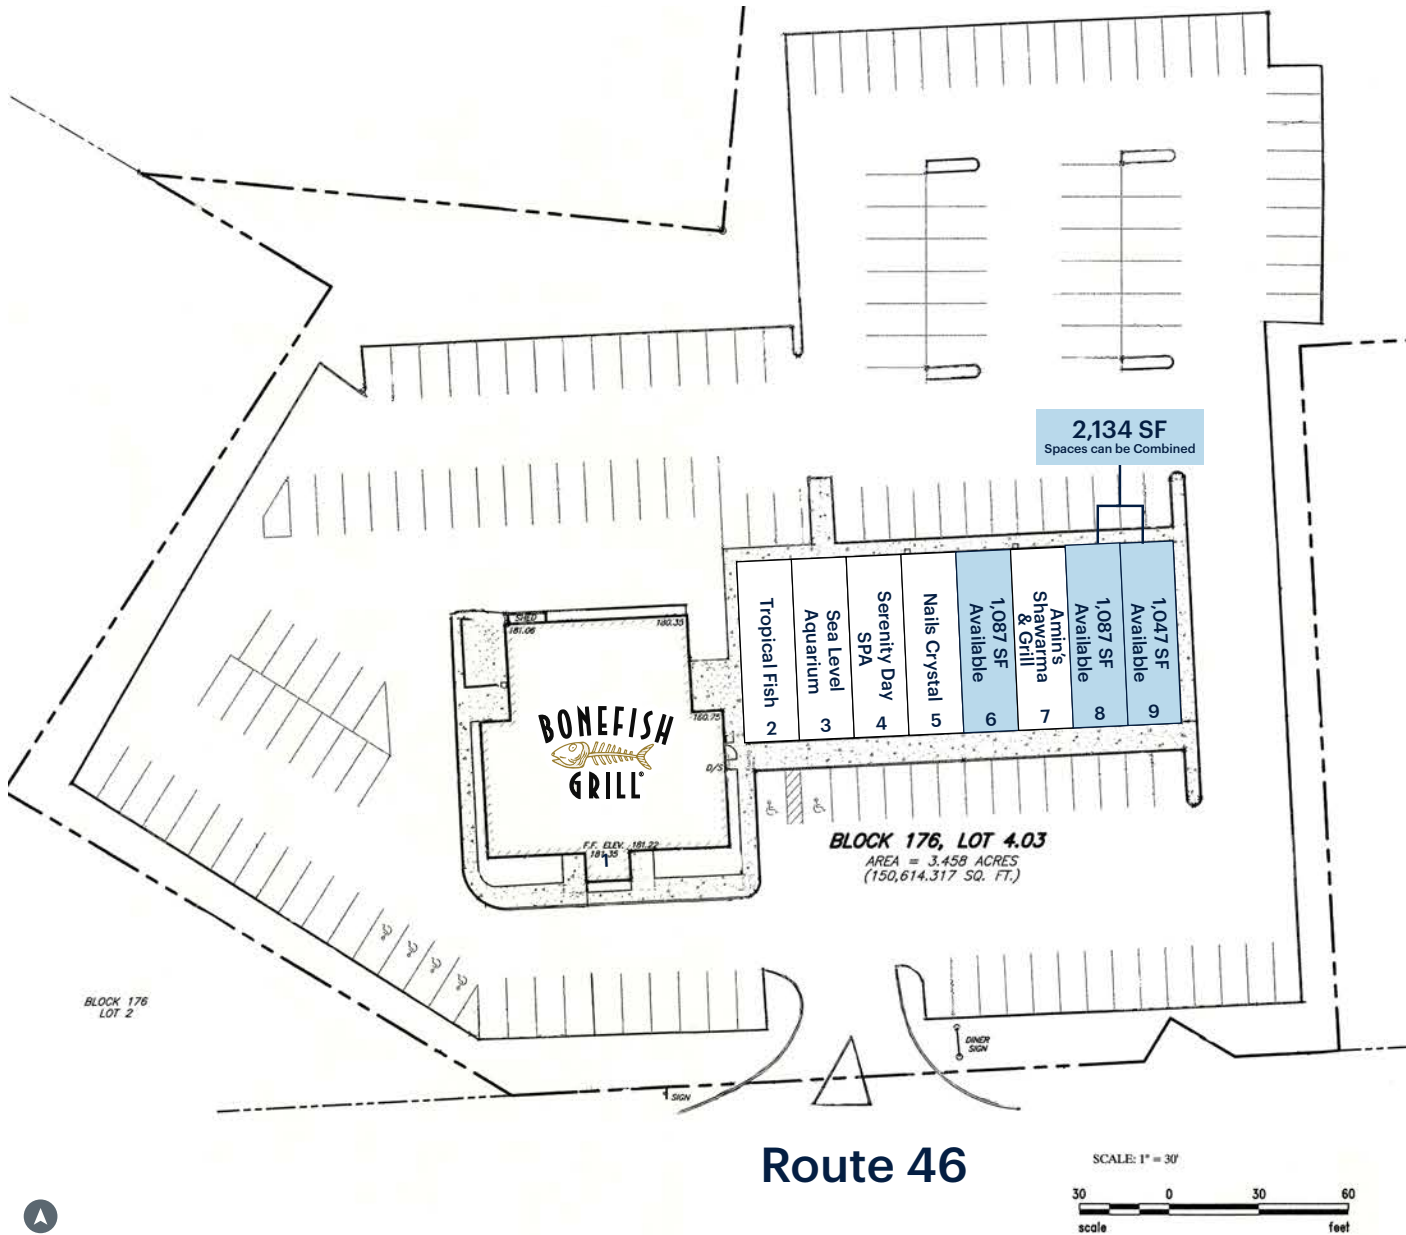 2,134 SF
Spaces can be Combined
Tropical Fish
2
Sea Level
Aquarium
3
Serenity Day
SPA
4
Nails Crystal
5
1,087 SF
Available
6
Amin's
Shawarma
& Grill
7
1,087 SF
Available
8
1,047 SF
Available
9
SHED
181.06
180.35
180.75
D/S
BONEFISH
GRILL®
F.F. ELEV. 181.22
181.35
1
BLOCK 176, LOT 4.03
AREA = 3.458 ACRES
(150,614.317 SQ. FT.)
BLOCK 176
LOT 2
DINER
SIGN
SIGN
Route 46
SCALE: 1" = 30'
30 0 30 60
scale feet